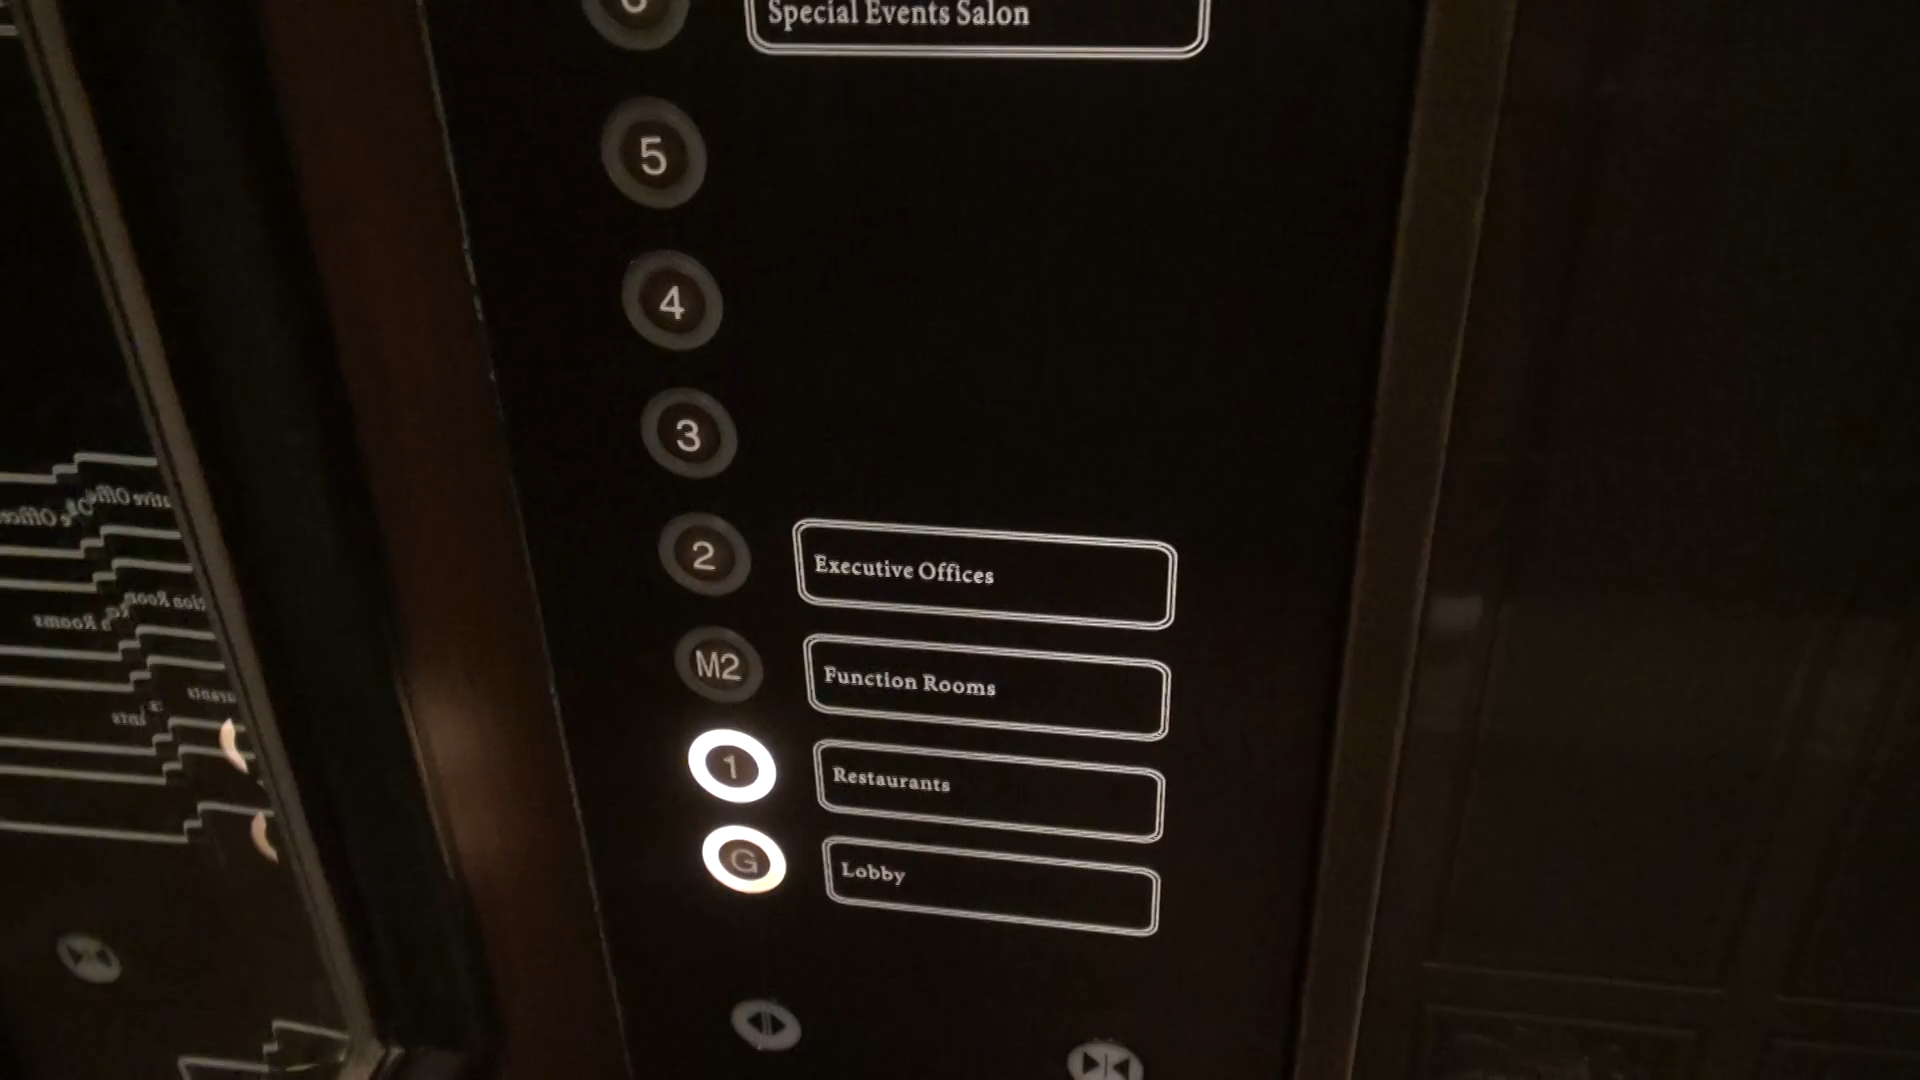 Special Events Salon
5
4
3
2 Executive Offices
M2 Function Rooms
1 Restaurants
G Lobby